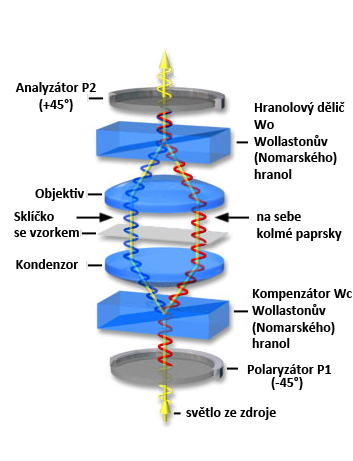 Analyzátor P2
(+45°)
Hranolový dělič
Wo
Wollastonův
(Nomarského)
hranol
Objektiv
Sklíčko
se vzorkem
na sebe
kolmé paprsky
Kondenzor
Kompenzátor Wc
Wollastonův
(Nomarského)
hranol
Polaryzátor P1
(-45°)
světlo ze zdroje